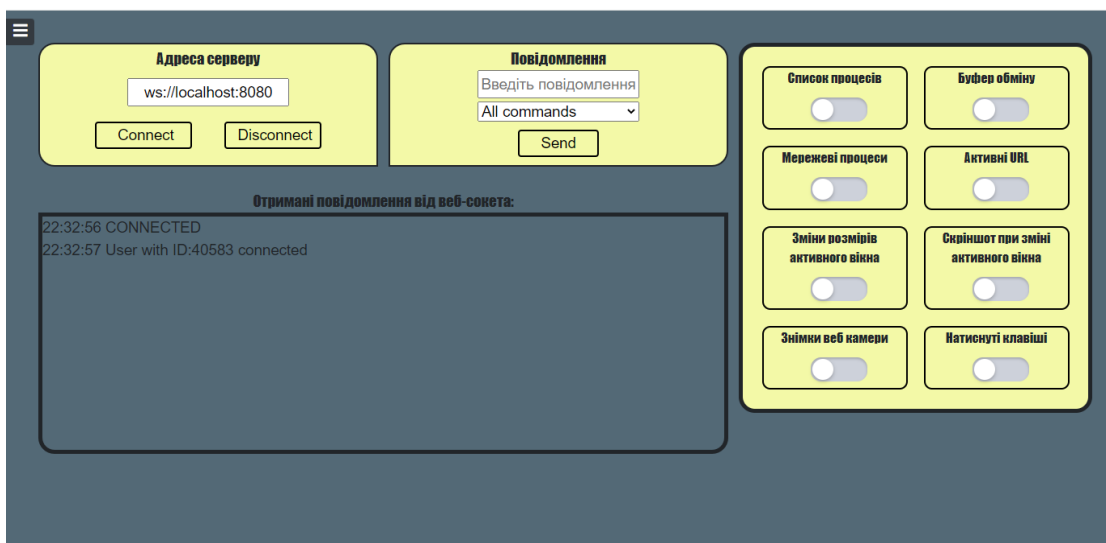 Адреса серверу
ws://localhost:8080
Connect
Disconnect
Повідомлення
Введіть повідомлення
All commands
Send
Отримані повідомлення від веб-сокета:
22:32:56 CONNECTED
22:32:57 User with ID:40583 connected
Список процесів
Буфер обміну
Мережеві процеси
Активні URL
Зміни розмірів
активного вікна
Скріншот при зміні
активного вікна
Знімки веб камери
Натиснуті клавіші